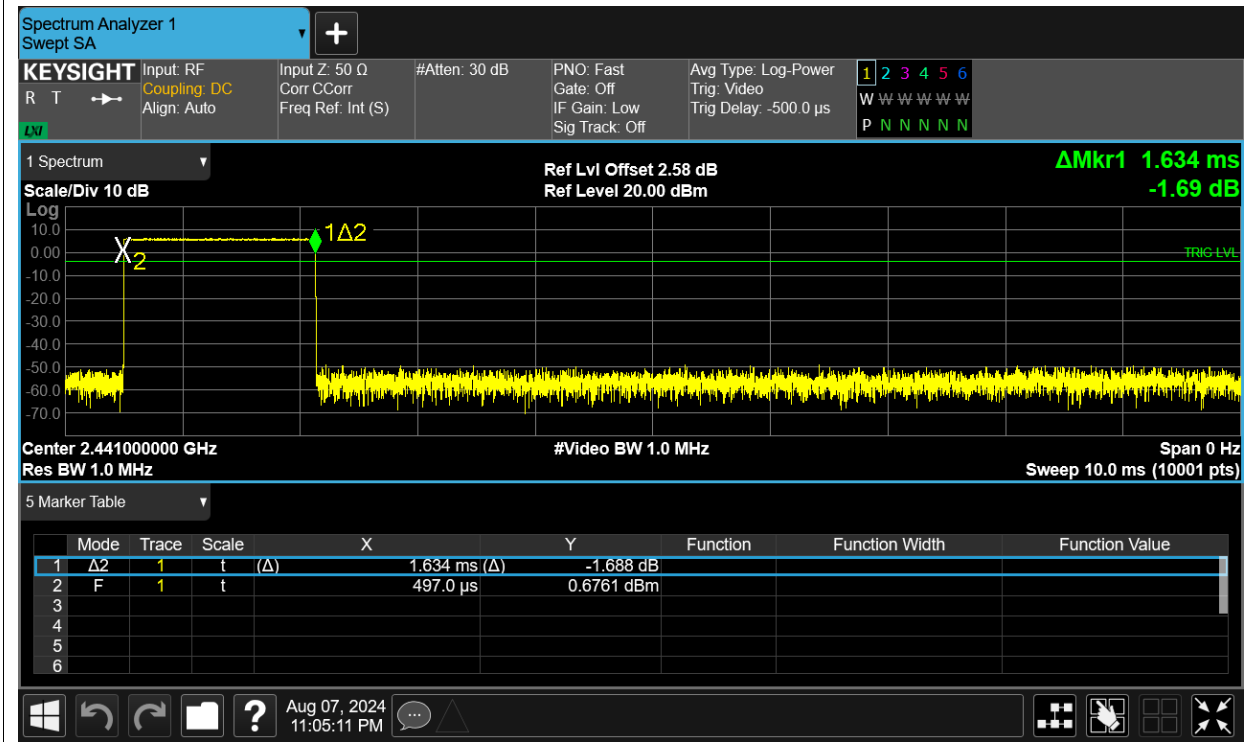 Spectrum Analyzer 1
Swept SA
KEYSIGHT Input: RF Input Z: 50 Ω #Atten: 30 dB PNO: Fast Avg Type: Log-Power 1 2 3 4 5 6
R T Coupling: DC Corr CCorr Gate: Off Trig: Video W W W W W W
Align: Auto Freq Ref: Int (S) IF Gain: Low Trig Delay: -500.0 µs
LXI Sig Track: Off P N N N N N
1 Spectrum Ref Lvl Offset 2.58 dB ΔMkr1 1.634 ms
Scale/Div 10 dB Ref Level 20.00 dBm -1.69 dB
Log
10.0 1Δ2
0.00 X 2 TRIG LVL
-10.0
-20.0
-30.0
-40.0
-50.0
-60.0
-70.0
Center 2.441000000 GHz #Video BW 1.0 MHz Span 0 Hz
Res BW 1.0 MHz Sweep 10.0 ms (10001 pts)
5 Marker Table
Mode Trace Scale X Y Function Function Width Function Value
1 Δ2 1 t (Δ) 1.634 ms (Δ) -1.688 dB
2 F 1 t 497.0 µs 0.6761 dBm
3
4
5
6
? Aug 07, 2024
11:05:11 PM